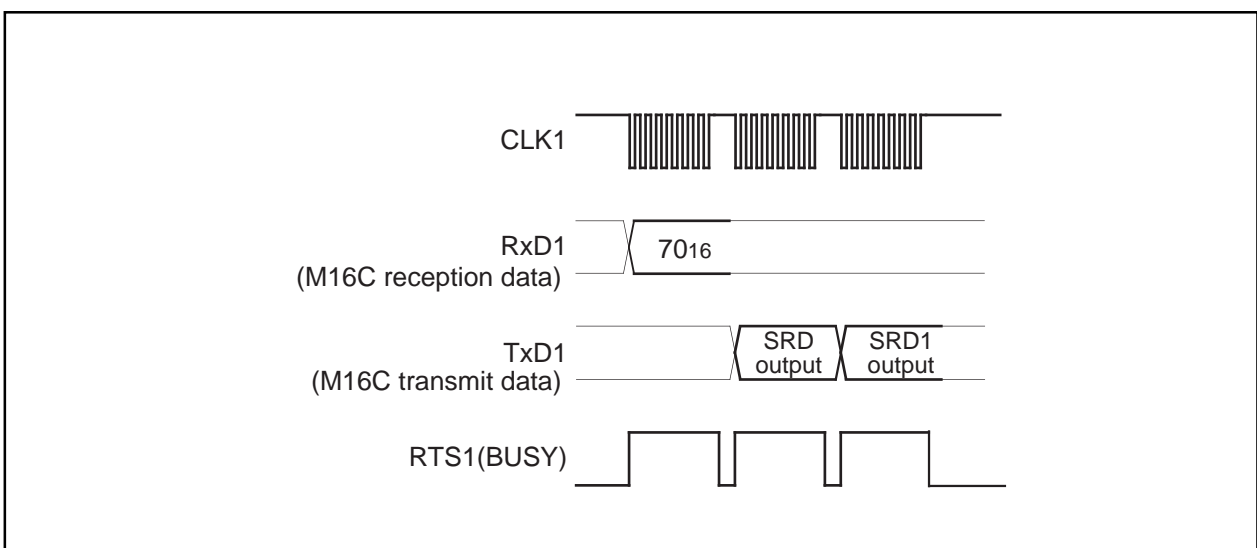 CLK1
RxD1
(M16C reception data)
7016
TxD1
(M16C transmit data)
SRD
output
SRD1
output
RTS1(BUSY)